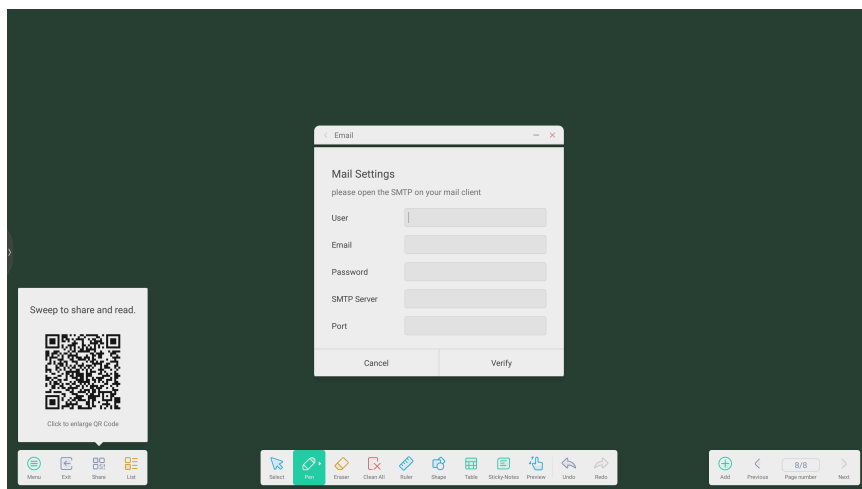 Email
Mail Settings
please open the SMTP on your mail client
User
Email
Password
SMTP Server
Port
Cancel Verify
Sweep to share and read.
Click to enlarge QR Code
Menu Exit Share List
Select Pen Eraser Clean All Ruler Shape Table Sticky-Notes Preview Undo Redo
8/8
Add Previous Page number Next